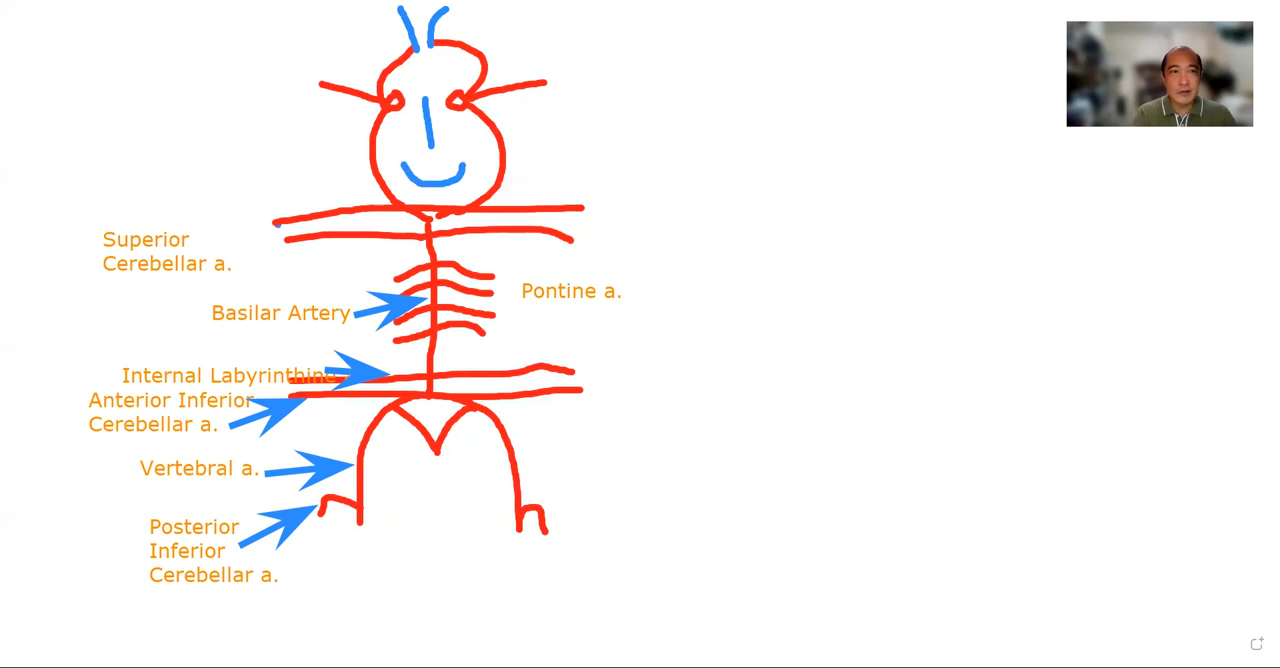 Superior
Cerebellar a.
Pontine a.
Basilar Artery
Internal Labyrinthine
Anterior Inferior
Cerebellar a.
Vertebral a.
Posterior
Inferior
Cerebellar a.